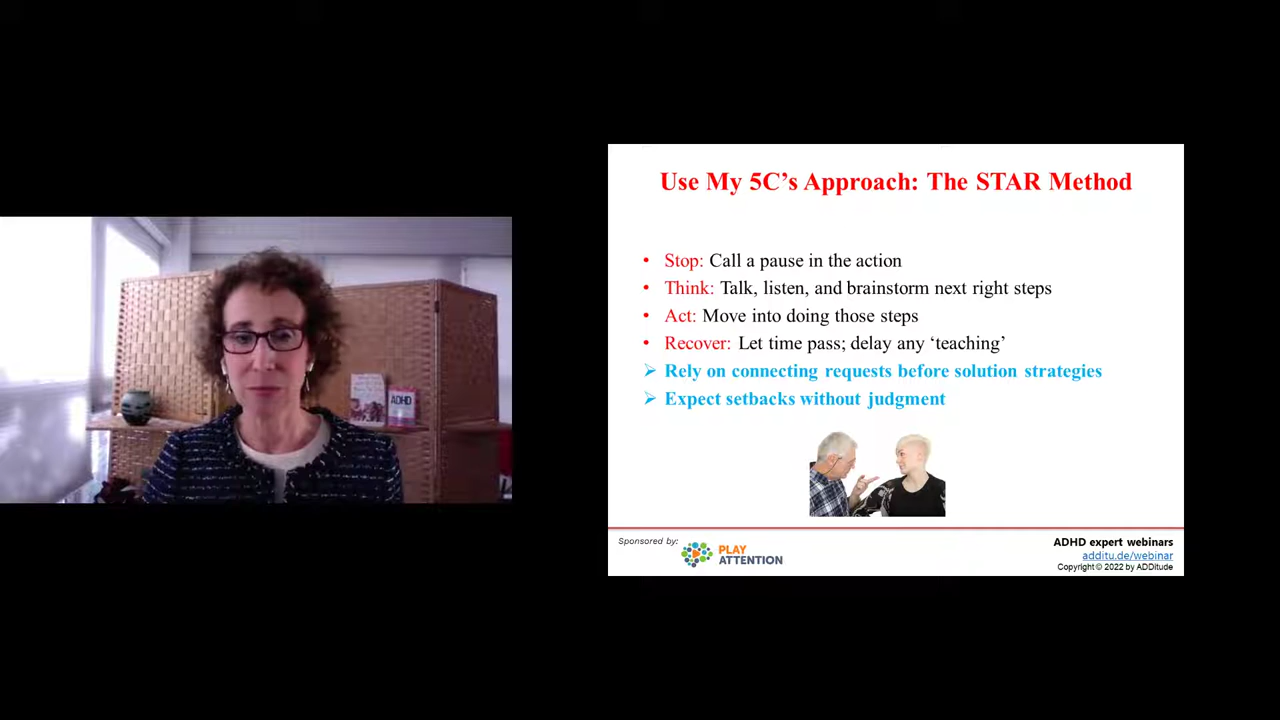 ADHD
Use My 5C’s Approach: The STAR Method
• Stop: Call a pause in the action
• Think: Talk, listen, and brainstorm next right steps
• Act: Move into doing those steps
• Recover: Let time pass; delay any ‘teaching’
➢ Rely on connecting requests before solution strategies
➢ Expect setbacks without judgment
Sponsored by:
PLAY
ATTENTION
ADHD expert webinars
additu.de/webinar
Copyright © 2022 by ADDitude